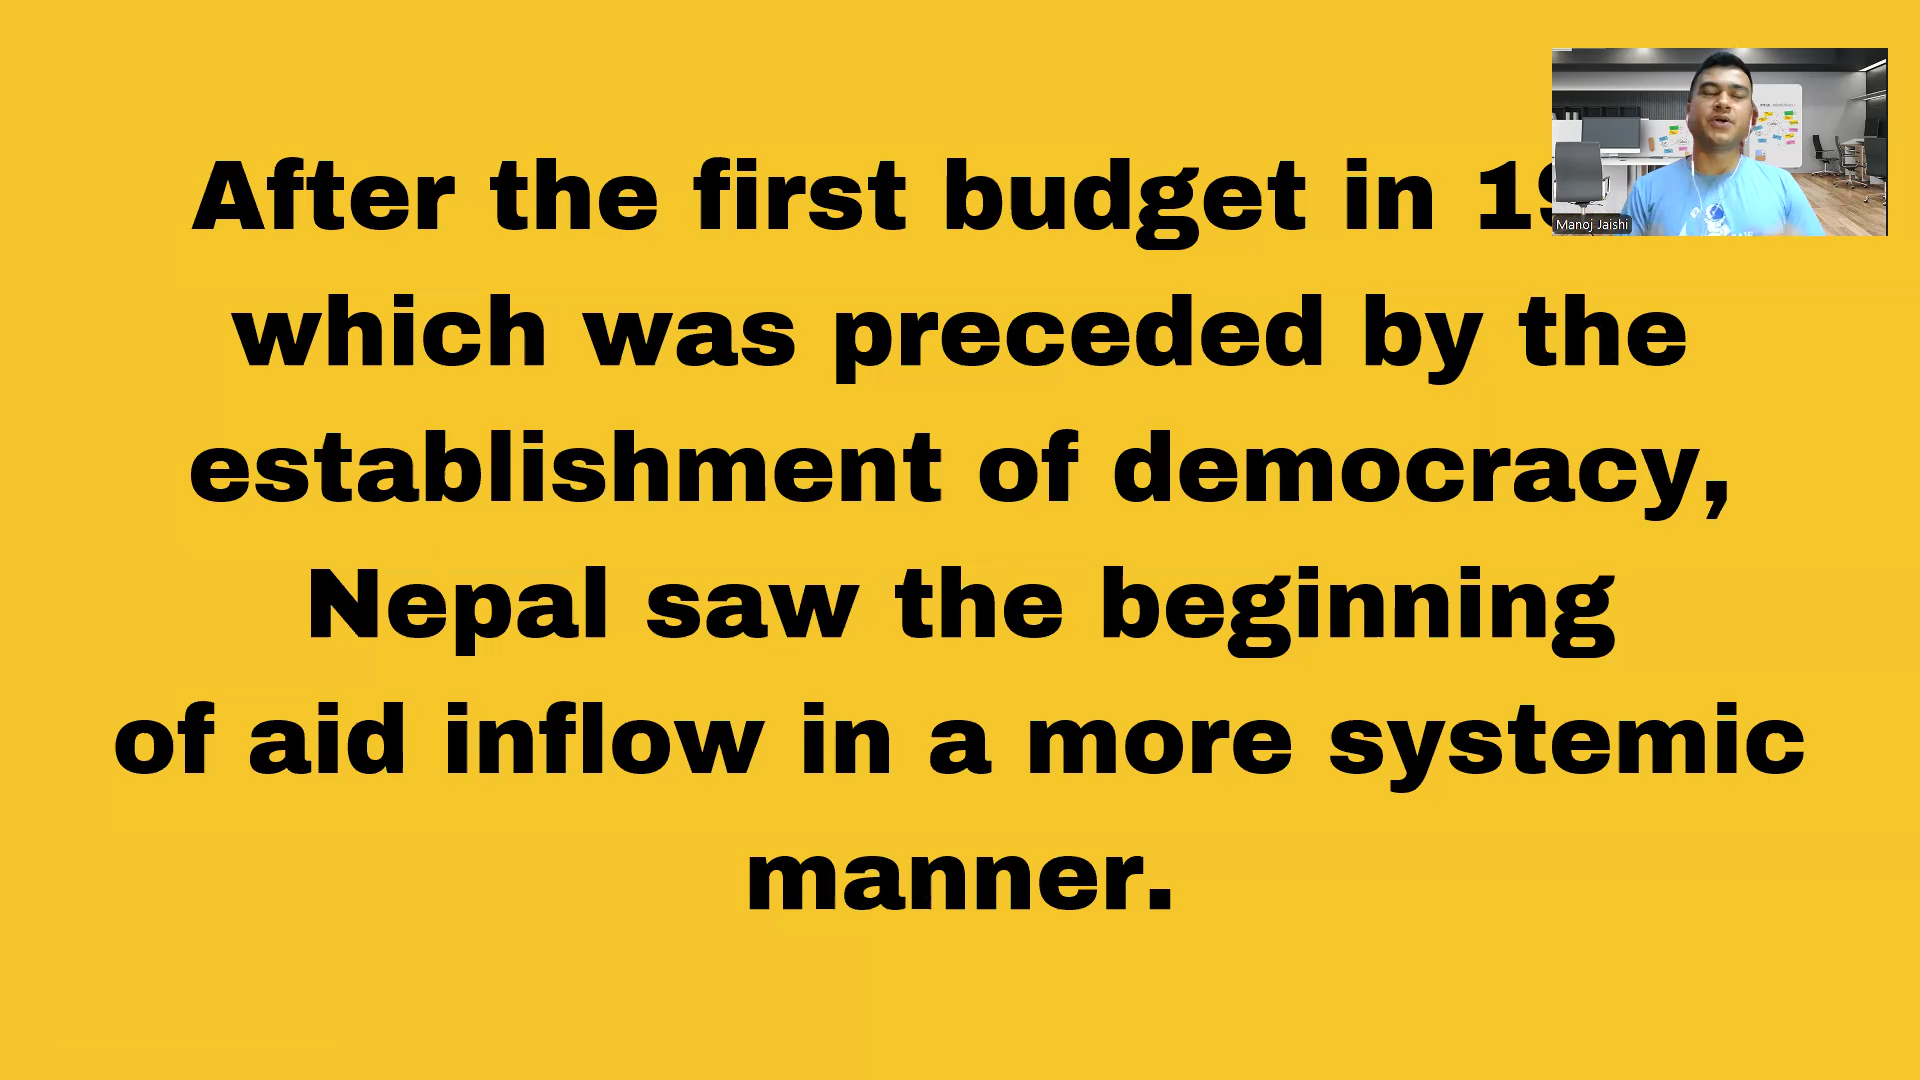 After the first budget in
which was preceded by the
establishment of democracy,
Nepal saw the beginning
of aid inflow in a more systemic
manner.
Manoj Jaishi